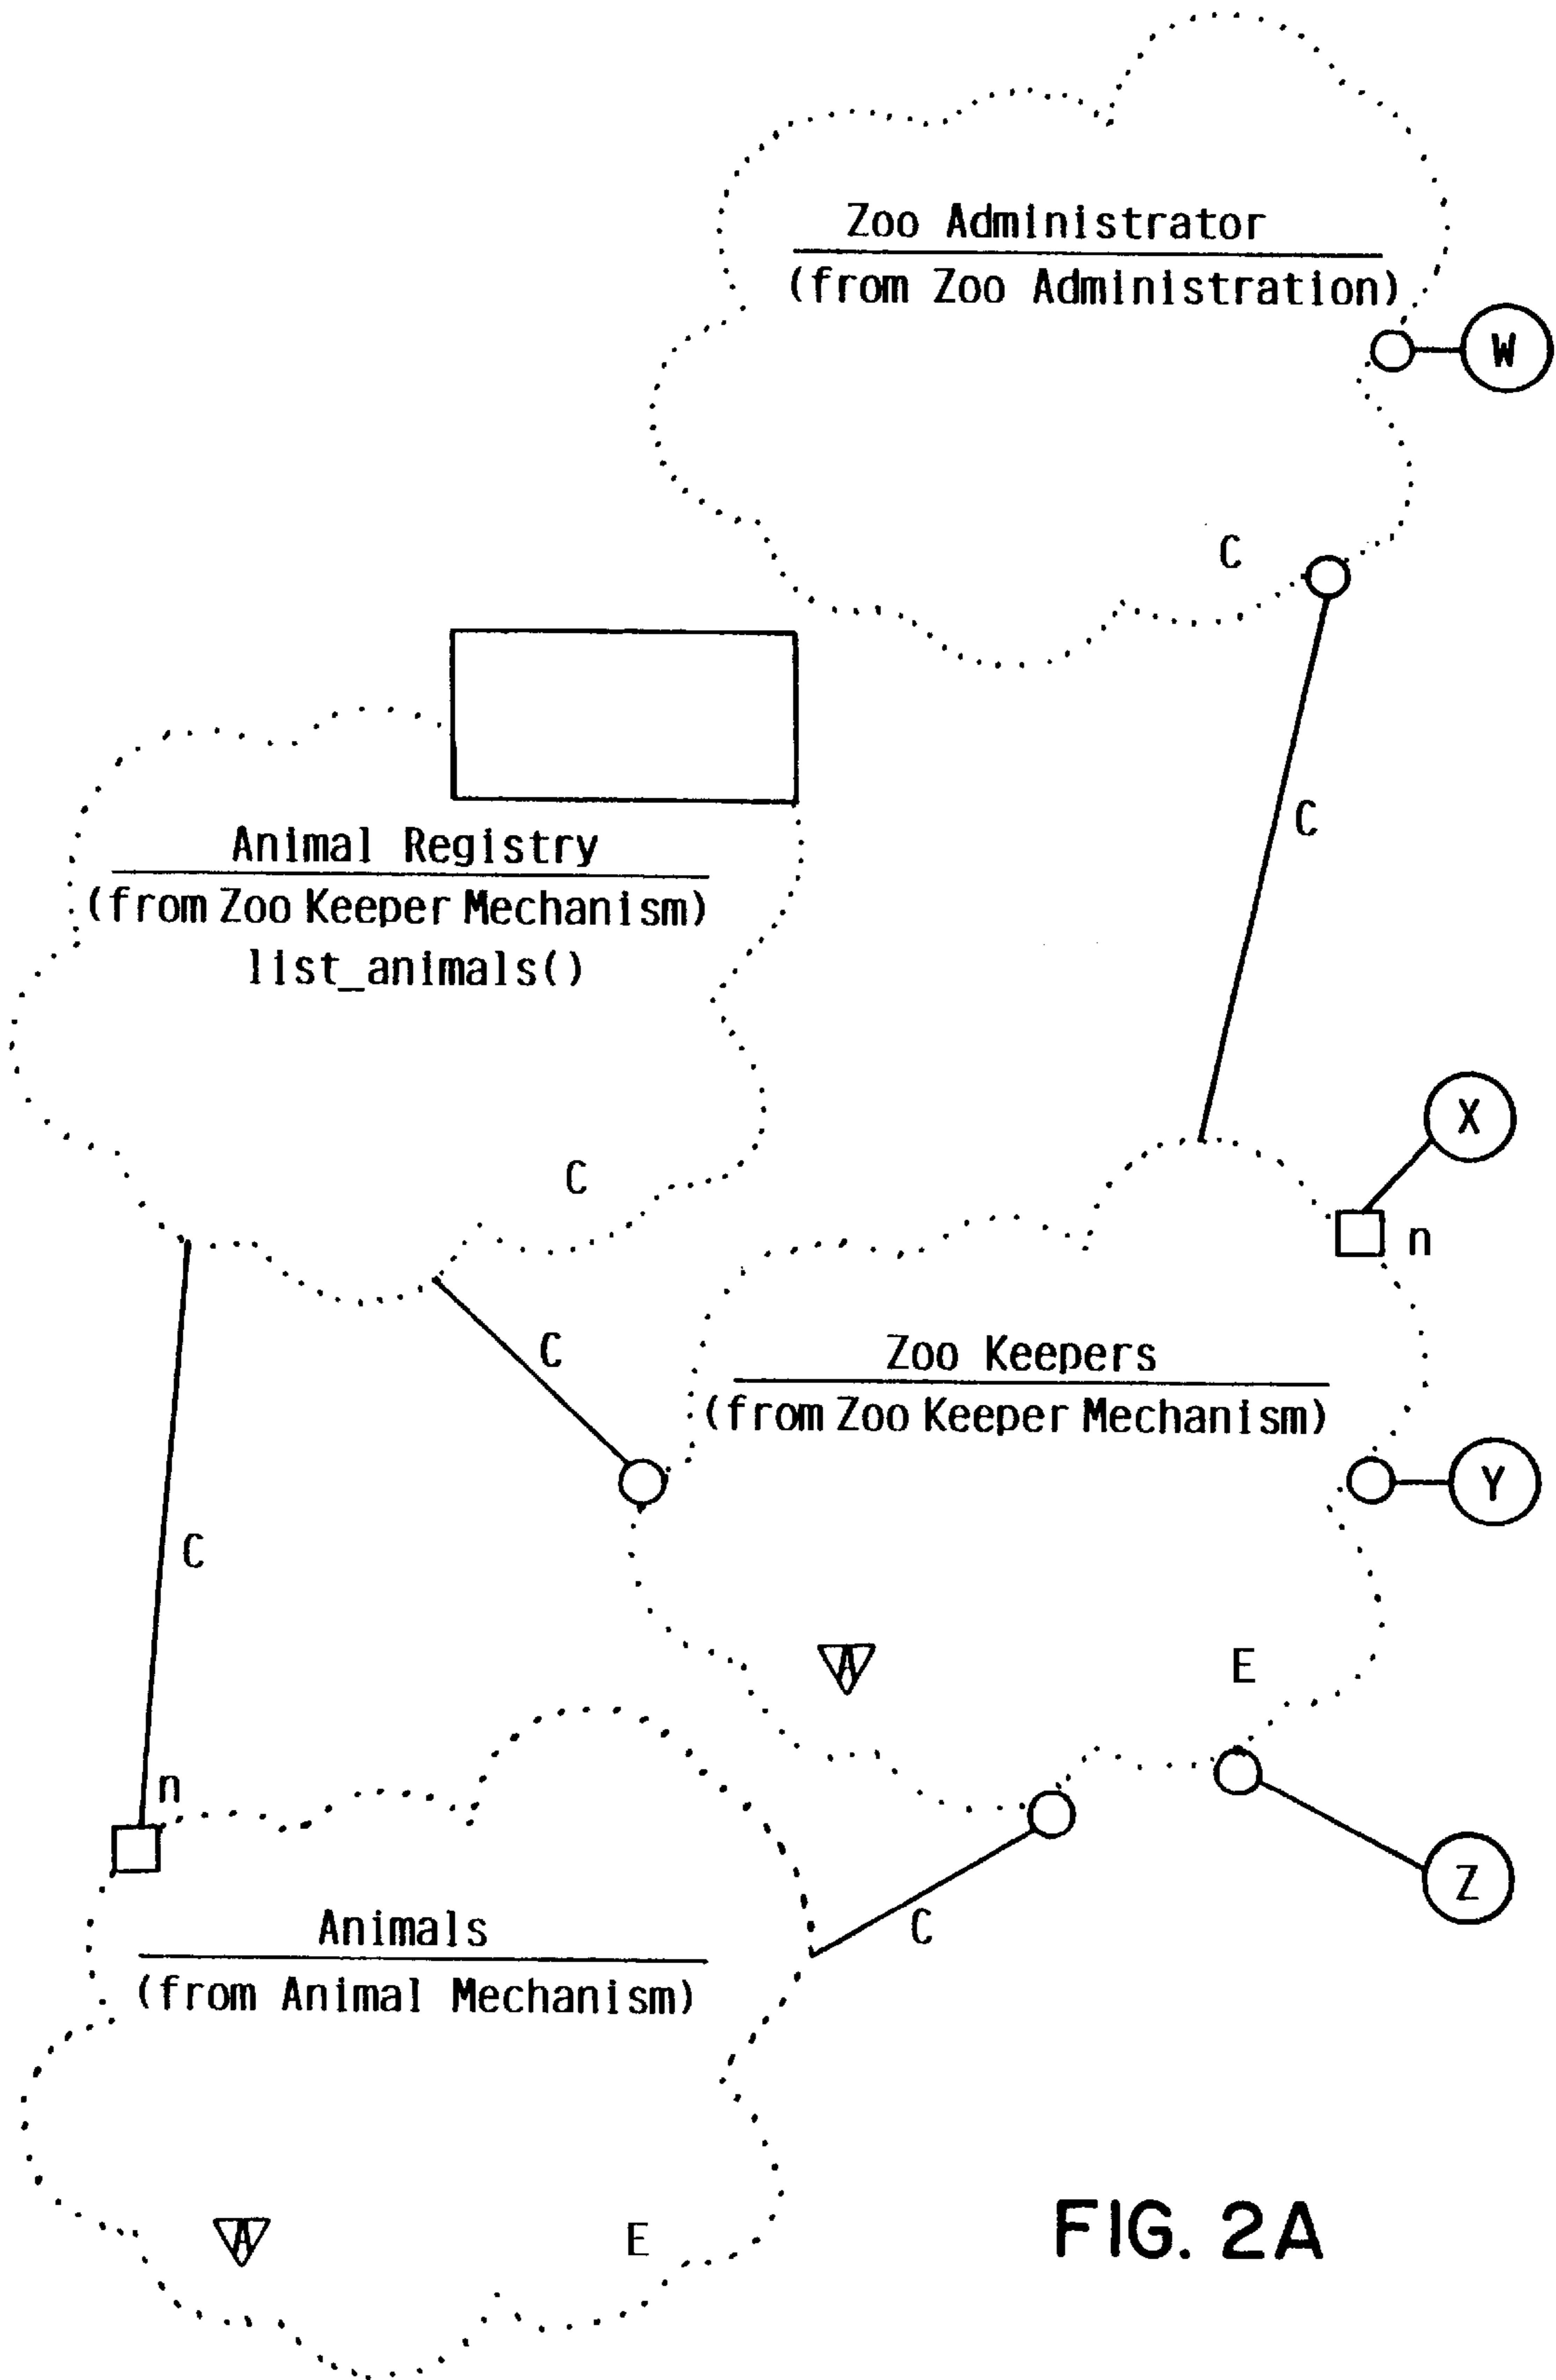 Zoo Administrator
(from Zoo Administration)
W
C
C
Animal Registry
(from Zoo Keeper Mechanism)
list_animals()
X
C
n
C
Zoo Keepers
(from Zoo Keeper Mechanism)
Y
C
A
E
n
Z
Animals
C
(from Animal Mechanism)
A
E
FIG. 2A